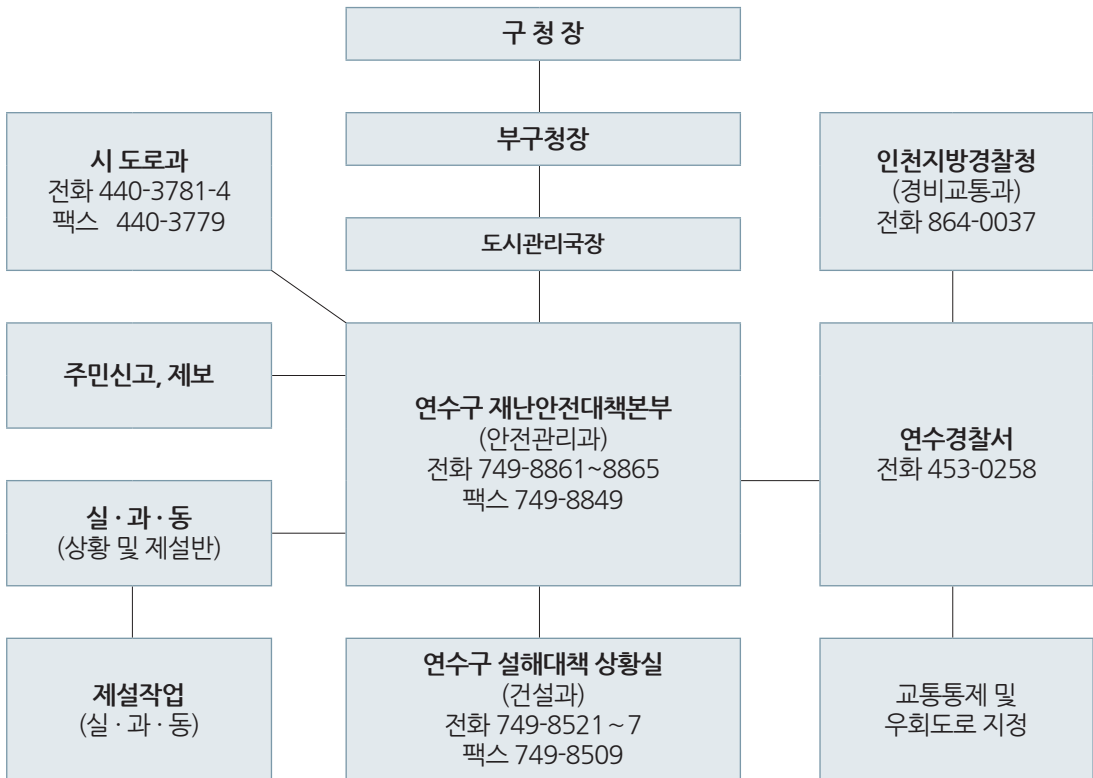 구 청 장
부구청장
시 도로과
전화 440-3781-4
팩스 440-3779
인천지방경찰청
(경비교통과)
전화 864-0037
도시관리국장
주민신고, 제보
연수구 재난안전대책본부
(안전관리과)
전화 749-8861~8865
팩스 749-8849
연수경찰서
전화 453-0258
실 · 과 · 동
(상황 및 제설반)
제설작업
(실 · 과 · 동)
연수구 설해대책 상황실
(건설과)
전화 749-8521~7
팩스 749-8509
교통통제 및
우회도로 지정